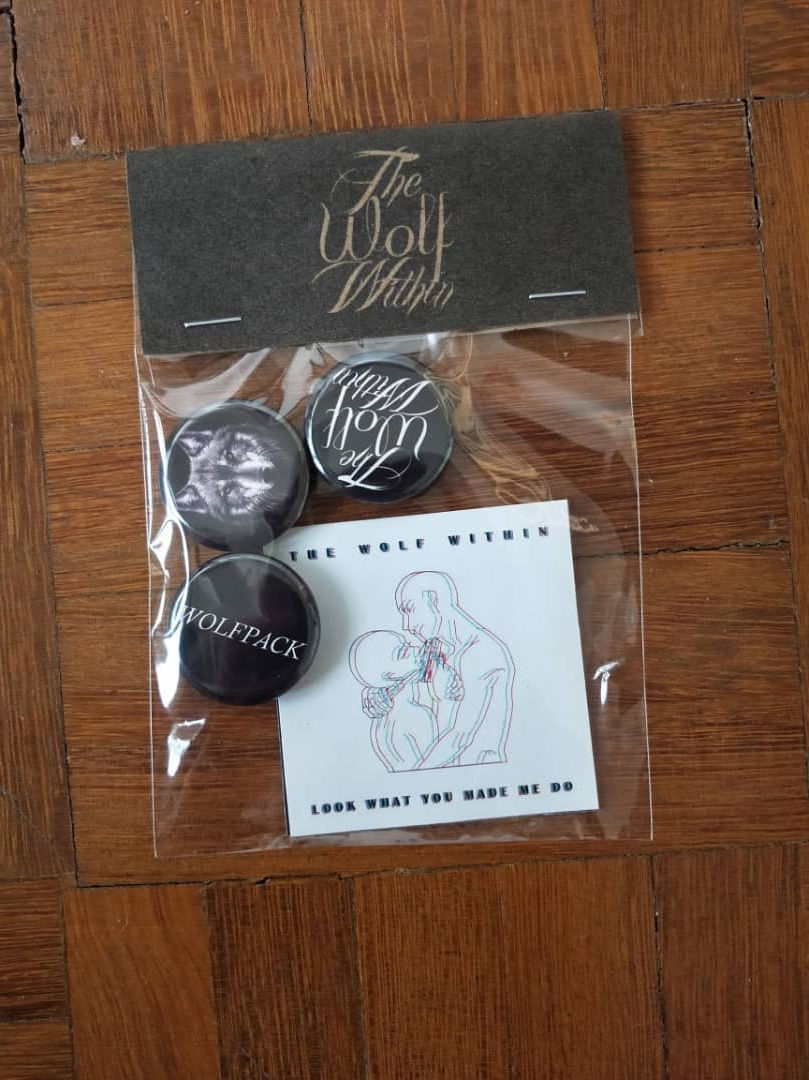 The
Wolf
Within
The
Wolf
Within
WOLFPACK
THE WOLF WITHIN
LOOK WHAT YOU MADE ME DO